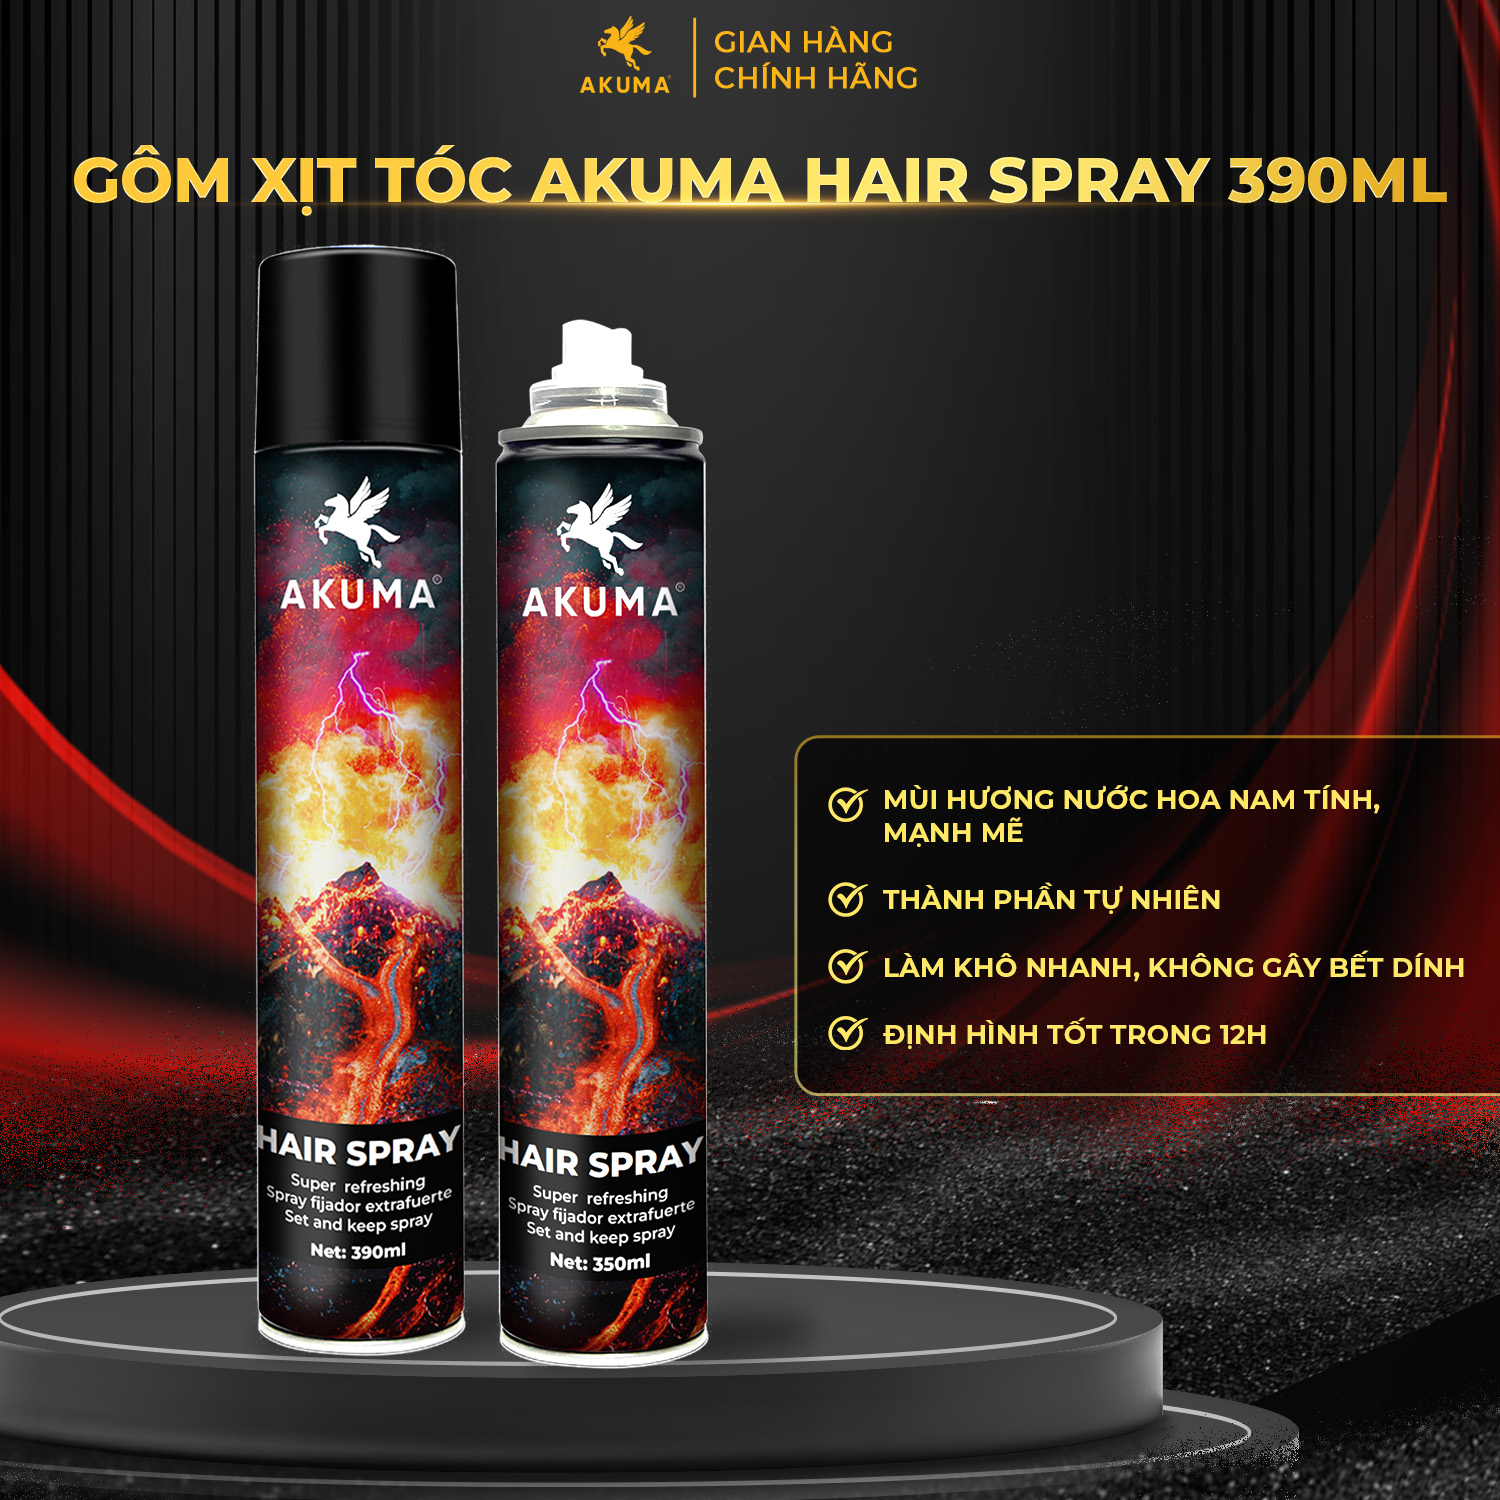 AKUMA
GIAN HÀNG
CHÍNH HÃNG
GÔM XỊT TÓC AKUMA HAIR SPRAY 390ML
AKUMA®
HAIR SPRAY
Super refreshing
Spray fijador extrafuerte
Set and keep spray
Net: 390ml
AKUMA®
HAIR SPRAY
Super refreshing
Spray fijador extrafuerte
Set and keep spray
Net: 350ml
MÙI HƯƠNG NƯỚC HOA NAM TÍNH,
MẠNH MẼ
THÀNH PHẦN TỰ NHIÊN
LÀM KHÔ NHANH, KHÔNG GÂY BẾT DÍNH
ĐỊNH HÌNH TỐT TRONG 12H